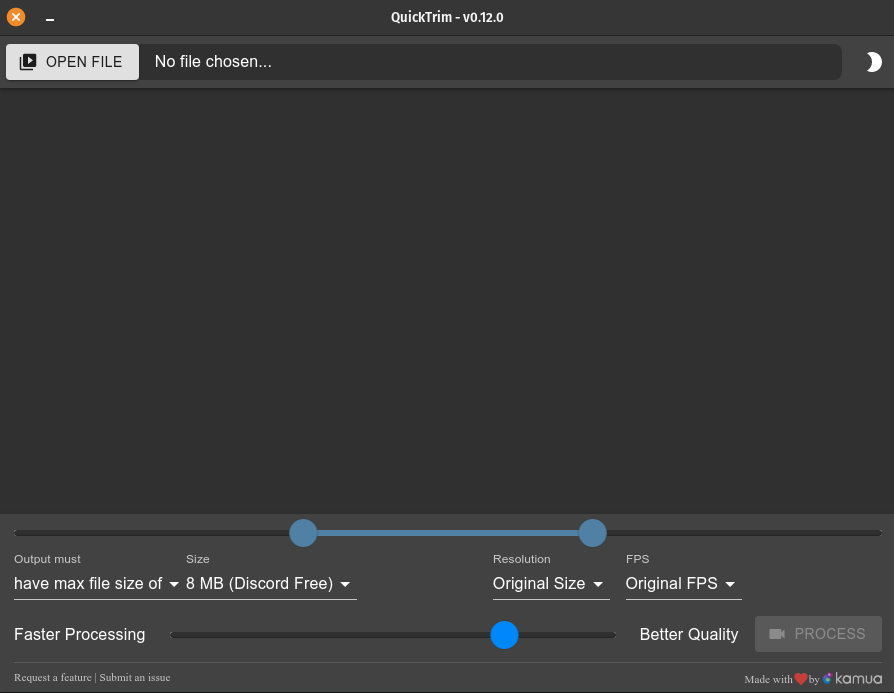 QuickTrim - v0.12.0
OPEN FILE No file chosen...
Output must Size Resolution FPS
have max file size of 8 MB (Discord Free) Original Size Original FPS
Faster Processing Better Quality PROCESS
Request a feature | Submit an issue Made with by kamua